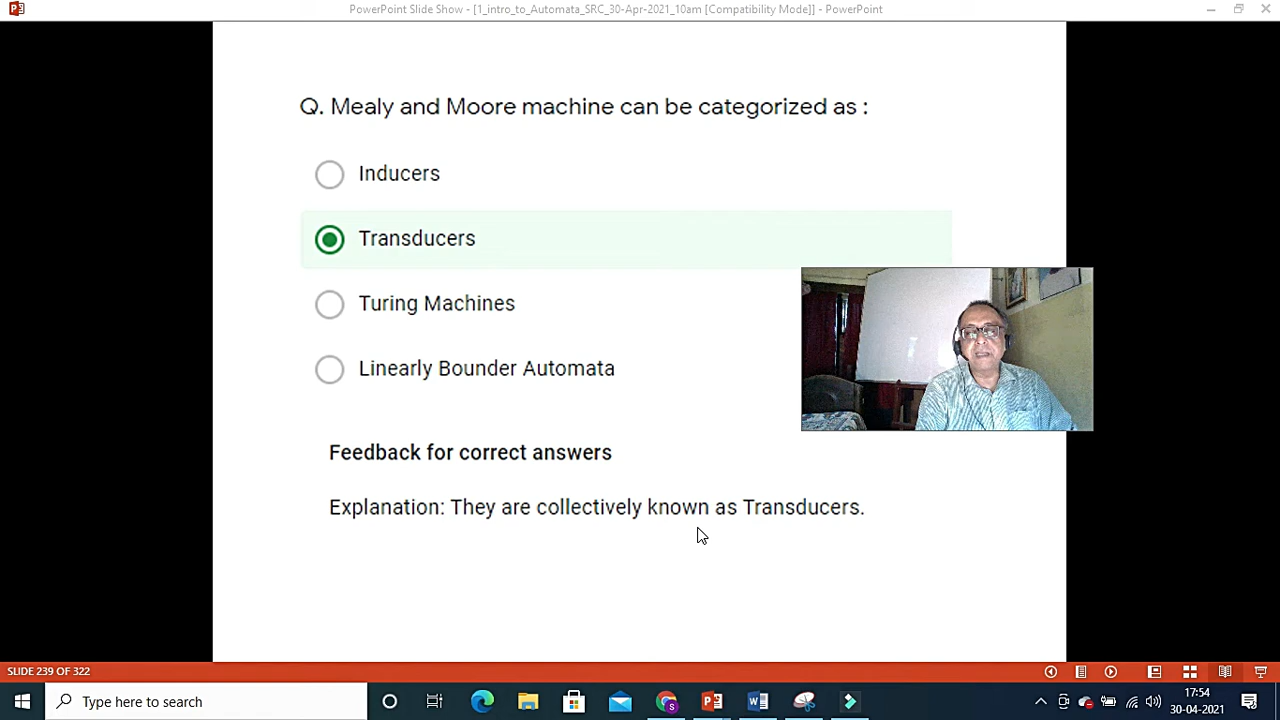 PowerPoint Slide Show - [1_intro_to_Automata_SRC_30-Apr-2021_10am [Compatibility Mode]] - PowerPoint
Q. Mealy and Moore machine can be categorized as :
Inducers
Transducers
Turing Machines
Linearly Bounder Automata
Feedback for correct answers
Explanation: They are collectively known as Transducers.
SLIDE 239 OF 322
Type here to search
17:54
30-04-2021